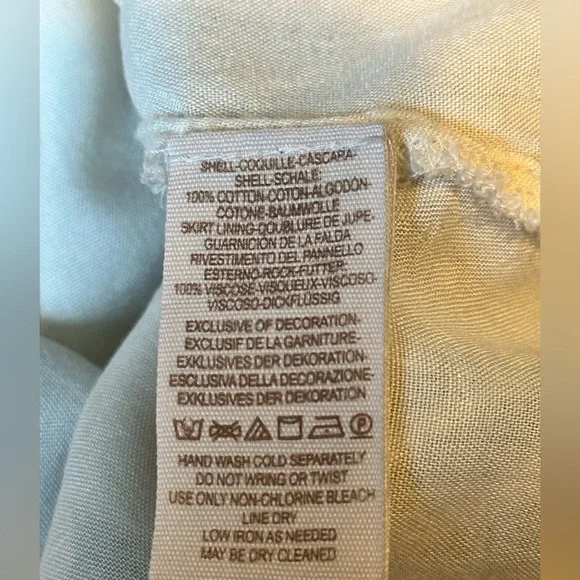 SHELL-COQUILLE-CASCARA-
SHELL-SCHALE:
100% COTTON-COTON-ALGODÓN-
COTONE-BAUMWOLLE
SKIRT LINING-DOUBLURE DE JUPE-
GUARNICIÓN DE LA FALDA
RIVESTIMENTO DEL PANNELLO
ESTERNO-ROCK-FUTTER:
100% VISCOSE-VISQUEUX-VISCOSO-
VISCOSO-DICKFLÜSSIG
EXCLUSIVE OF DECORATION-
EXCLUSIF DE LA GARNITURE-
EXKLUSIVES DER DEKORATION-
ESCLUSIVA DELLA DECORAZIONE-
EXKLUSIVES DER DEKORATION
HAND WASH COLD SEPARATELY
DO NOT WRING OR TWIST
USE ONLY NON-CHLORINE BLEACH
LINE DRY
LOW IRON AS NEEDED
MAY BE DRY CLEANED